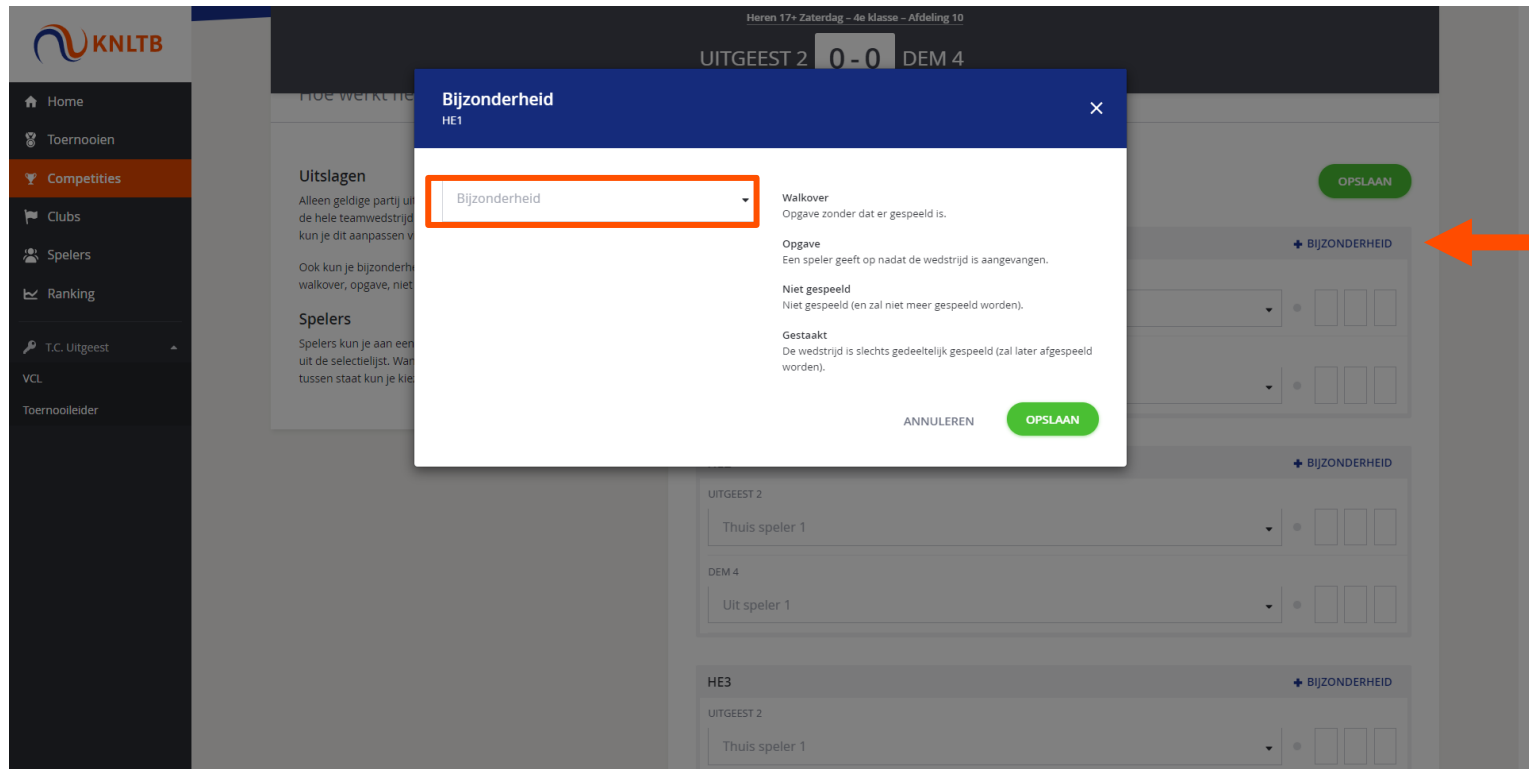 KNLTB
Home
Toernooien
Competities
Clubs
Spelers
Ranking
T.C. Uitgeest
VCL
Toernooileider
Heren 17+ Zaterdag – 4e klasse – Afdeling 10
UITGEEST 2 0 - 0 DEM 4
Hoe werkt he
Uitslagen
Alleen geldige partij ui
de hele teamwedstrijd
kun je dit aanpassen v
Ook kun je bijzonderh
walkover, opgave, niet
Spelers
Spelers kun je aan een
uit de selectielijst. Wan
tussen staat kun je kie
Bijzonderheid
HE1
Bijzonderheid
Walkover
Opgave zonder dat er gespeeld is.
Opgave
Een speler geeft op nadat de wedstrijd is aangevangen.
Niet gespeeld
Niet gespeeld (en zal niet meer gespeeld worden).
Gestaakt
De wedstrijd is slechts gedeeltelijk gespeeld (zal later afgespeeld
worden).
ANNULEREN
OPSLAAN
OPSLAAN
+ BIJZONDERHEID
+ BIJZONDERHEID
UITGEEST 2
Thuis speler 1
DEM 4
Uit speler 1
HE3
+ BIJZONDERHEID
UITGEEST 2
Thuis speler 1